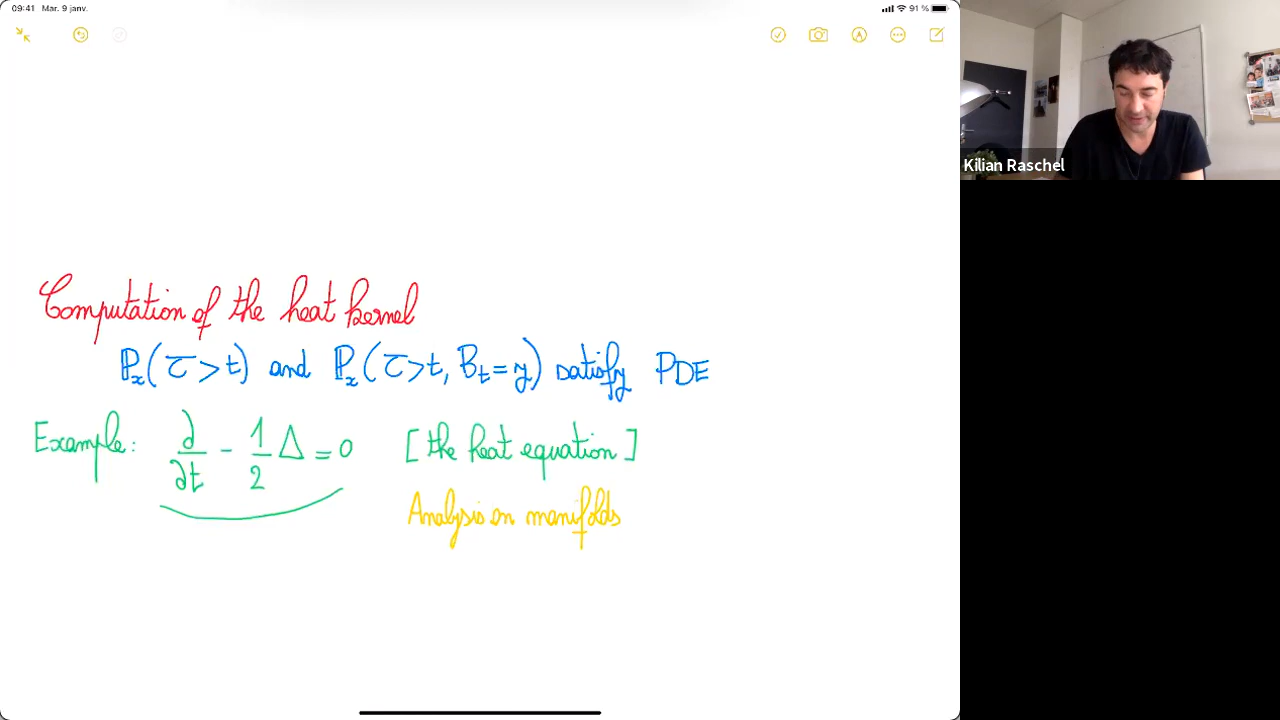 09:41 Mar. 9 janv. 91 %
Kilian Raschel
Computation of the heat kernel
ℙₓ(τ > t) and ℙₓ(τ > t, Bₜ = y) satisfy PDE
Example: ∂/∂t - 1/2 Δ = 0 [the heat equation]
Analysis on manifolds